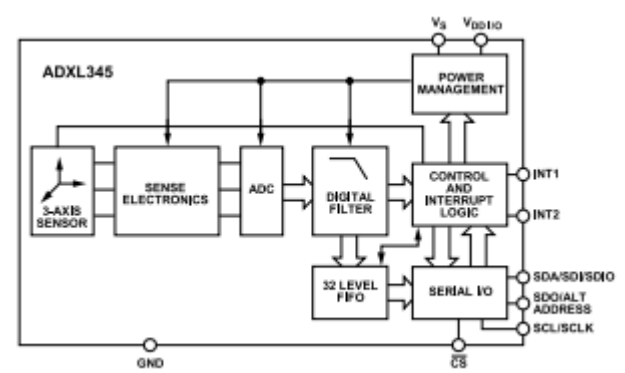 VS
VDD I/O
ADXL345
POWER
MANAGEMENT
3-AXIS
SENSOR
SENSE
ELECTRONICS
ADC
DIGITAL
FILTER
CONTROL
AND
INTERRUPT
LOGIC
INT1
INT2
32 LEVEL
FIFO
SERIAL I/O
SDA/SDI/SDIO
SDO/ALT
ADDRESS
SCL/SCLK
GND
CS